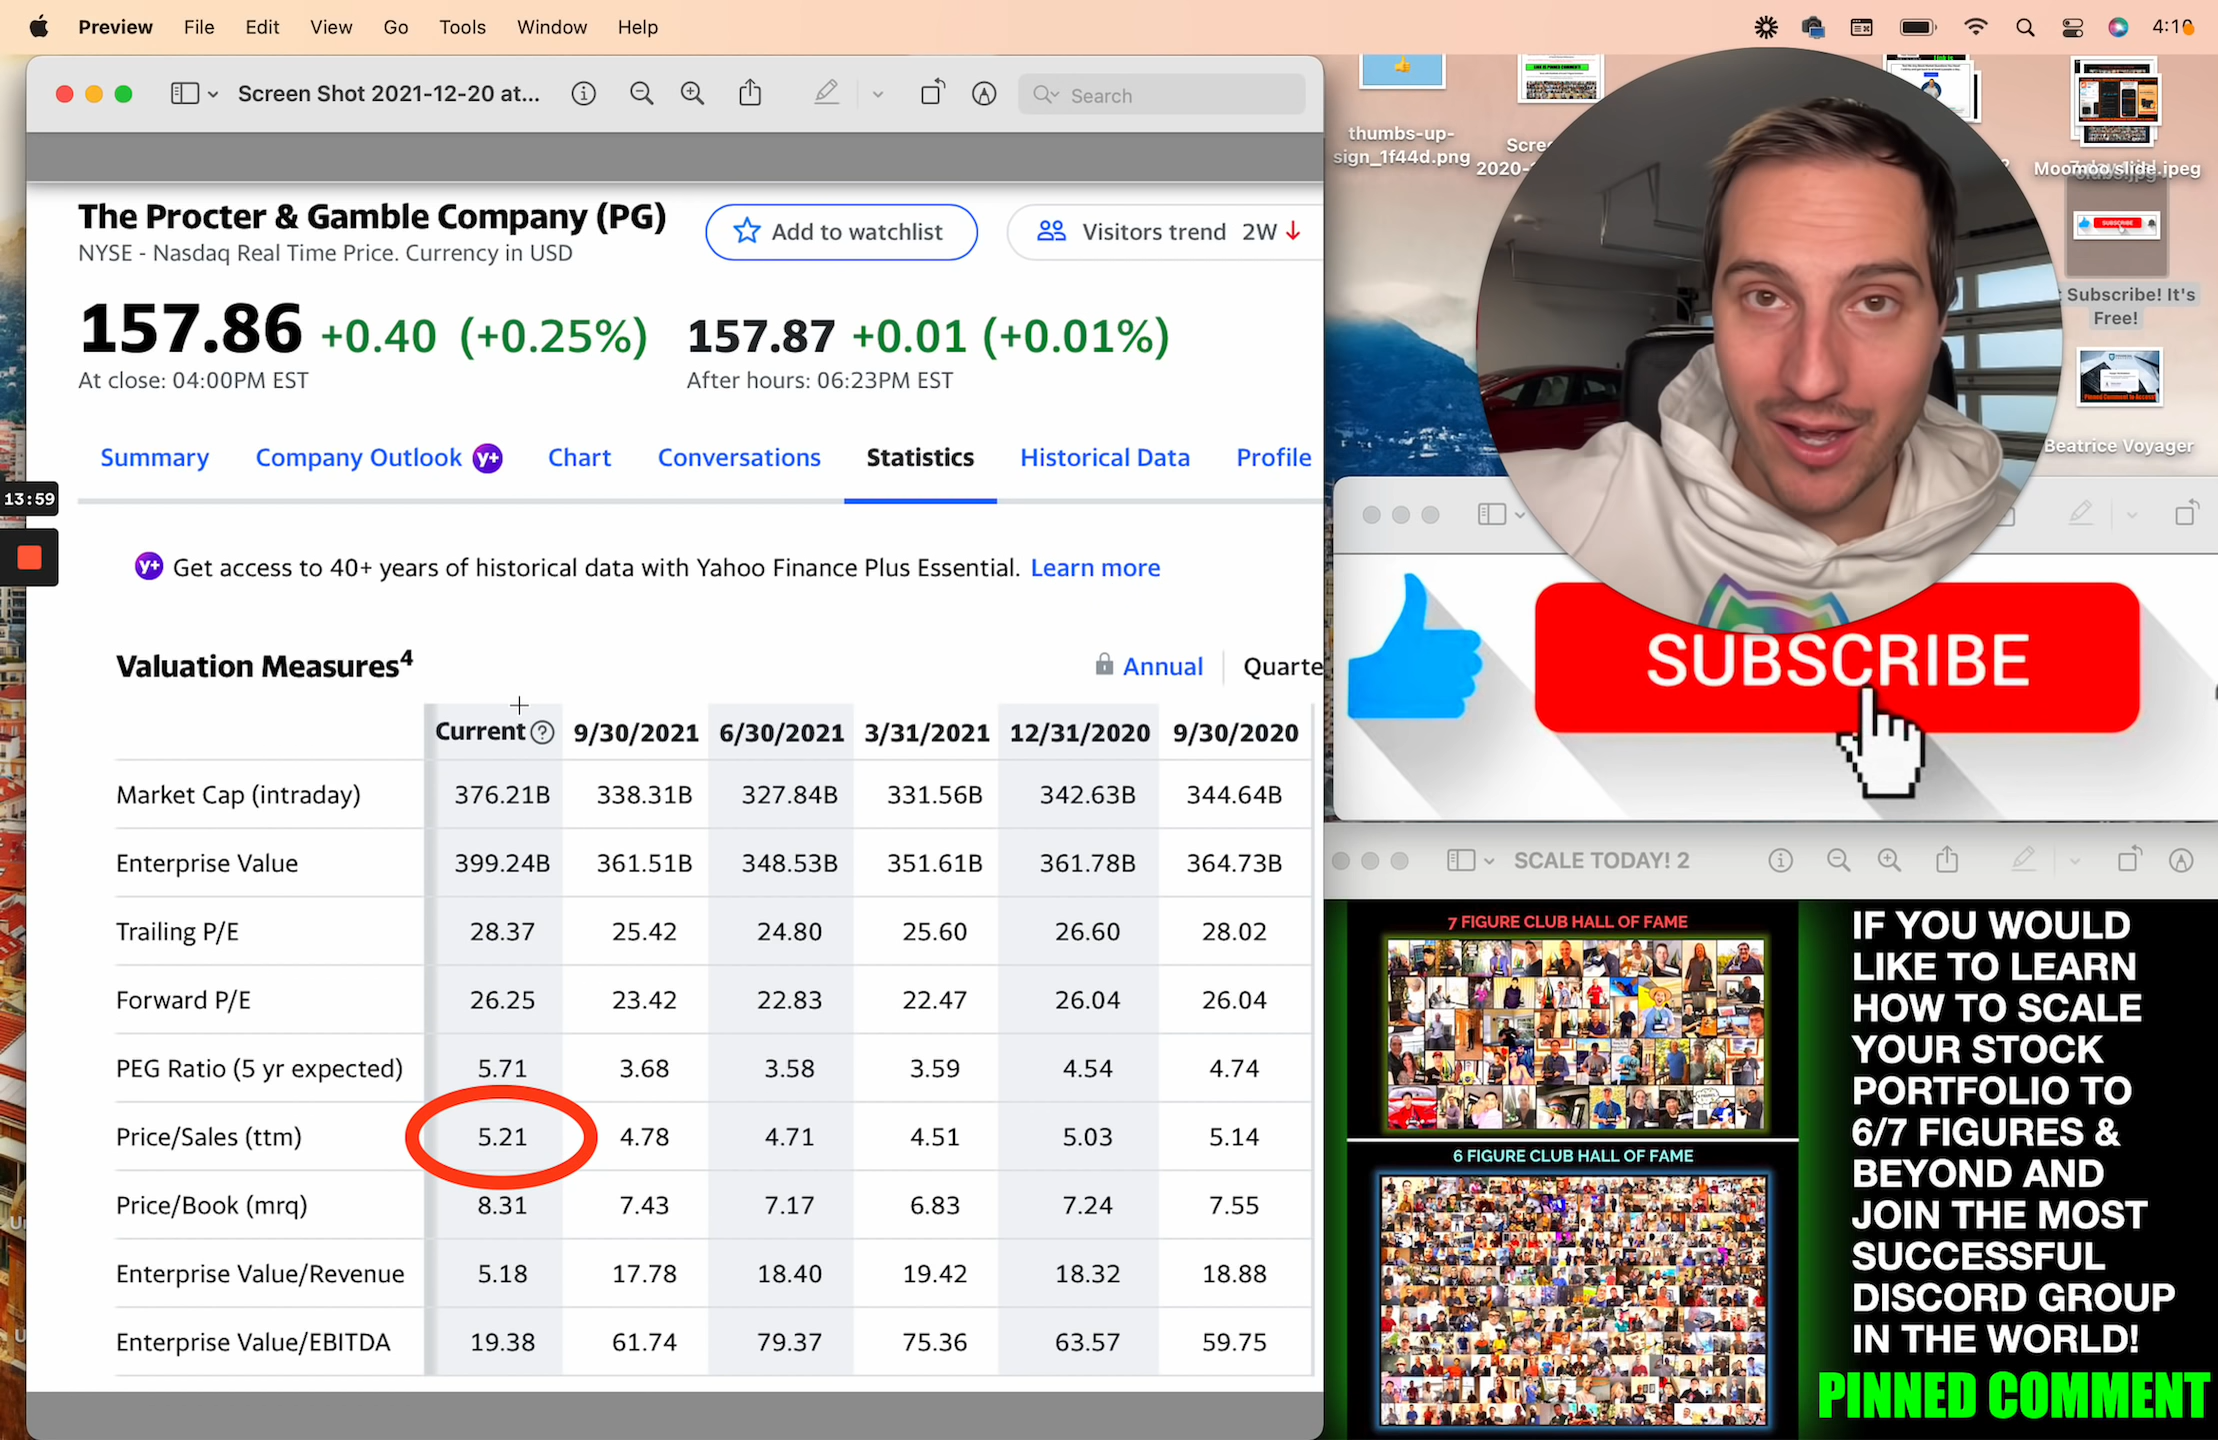 Preview File Edit View Go Tools Window Help
Screen Shot 2021-12-20 at...
Search
The Procter & Gamble Company (PG)
NYSE - Nasdaq Real Time Price. Currency in USD
Add to watchlist
Visitors trend 2W
157.86 +0.40 (+0.25%)
At close: 04:00PM EST
157.87 +0.01 (+0.01%)
After hours: 06:23PM EST
Summary Company Outlook Y+ Chart Conversations Statistics Historical Data Profile
13:59
Y+ Get access to 40+ years of historical data with Yahoo Finance Plus Essential. Learn more
Valuation Measures4
Annual Quarte
Current ? 9/30/2021 6/30/2021 3/31/2021 12/31/2020 9/30/2020
Market Cap (intraday) 376.21B 338.31B 327.84B 331.56B 342.63B 344.64B
Enterprise Value 399.24B 361.51B 348.53B 351.61B 361.78B 364.73B
Trailing P/E 28.37 25.42 24.80 25.60 26.60 28.02
Forward P/E 26.25 23.42 22.83 22.47 26.04 26.04
PEG Ratio (5 yr expected) 5.71 3.68 3.58 3.59 4.54 4.74
Price/Sales (ttm) 5.21 4.78 4.71 4.51 5.03 5.14
Price/Book (mrq) 8.31 7.43 7.17 6.83 7.24 7.55
Enterprise Value/Revenue 5.18 17.78 18.40 19.42 18.32 18.88
Enterprise Value/EBITDA 19.38 61.74 79.37 75.36 63.57 59.75
thumbs-up-
sign_1f44d.png
Scre
2020-
Moomoo slide.jpeg
SUBSCRIBE
Subscribe! It's
Free!
Beatrice Voyager
SUBSCRIBE
SCALE TODAY! 2
7 FIGURE CLUB HALL OF FAME
6 FIGURE CLUB HALL OF FAME
IF YOU WOULD
LIKE TO LEARN
HOW TO SCALE
YOUR STOCK
PORTFOLIO TO
6/7 FIGURES &
BEYOND AND
JOIN THE MOST
SUCCESSFUL
DISCORD GROUP
IN THE WORLD!
PINNED COMMENT